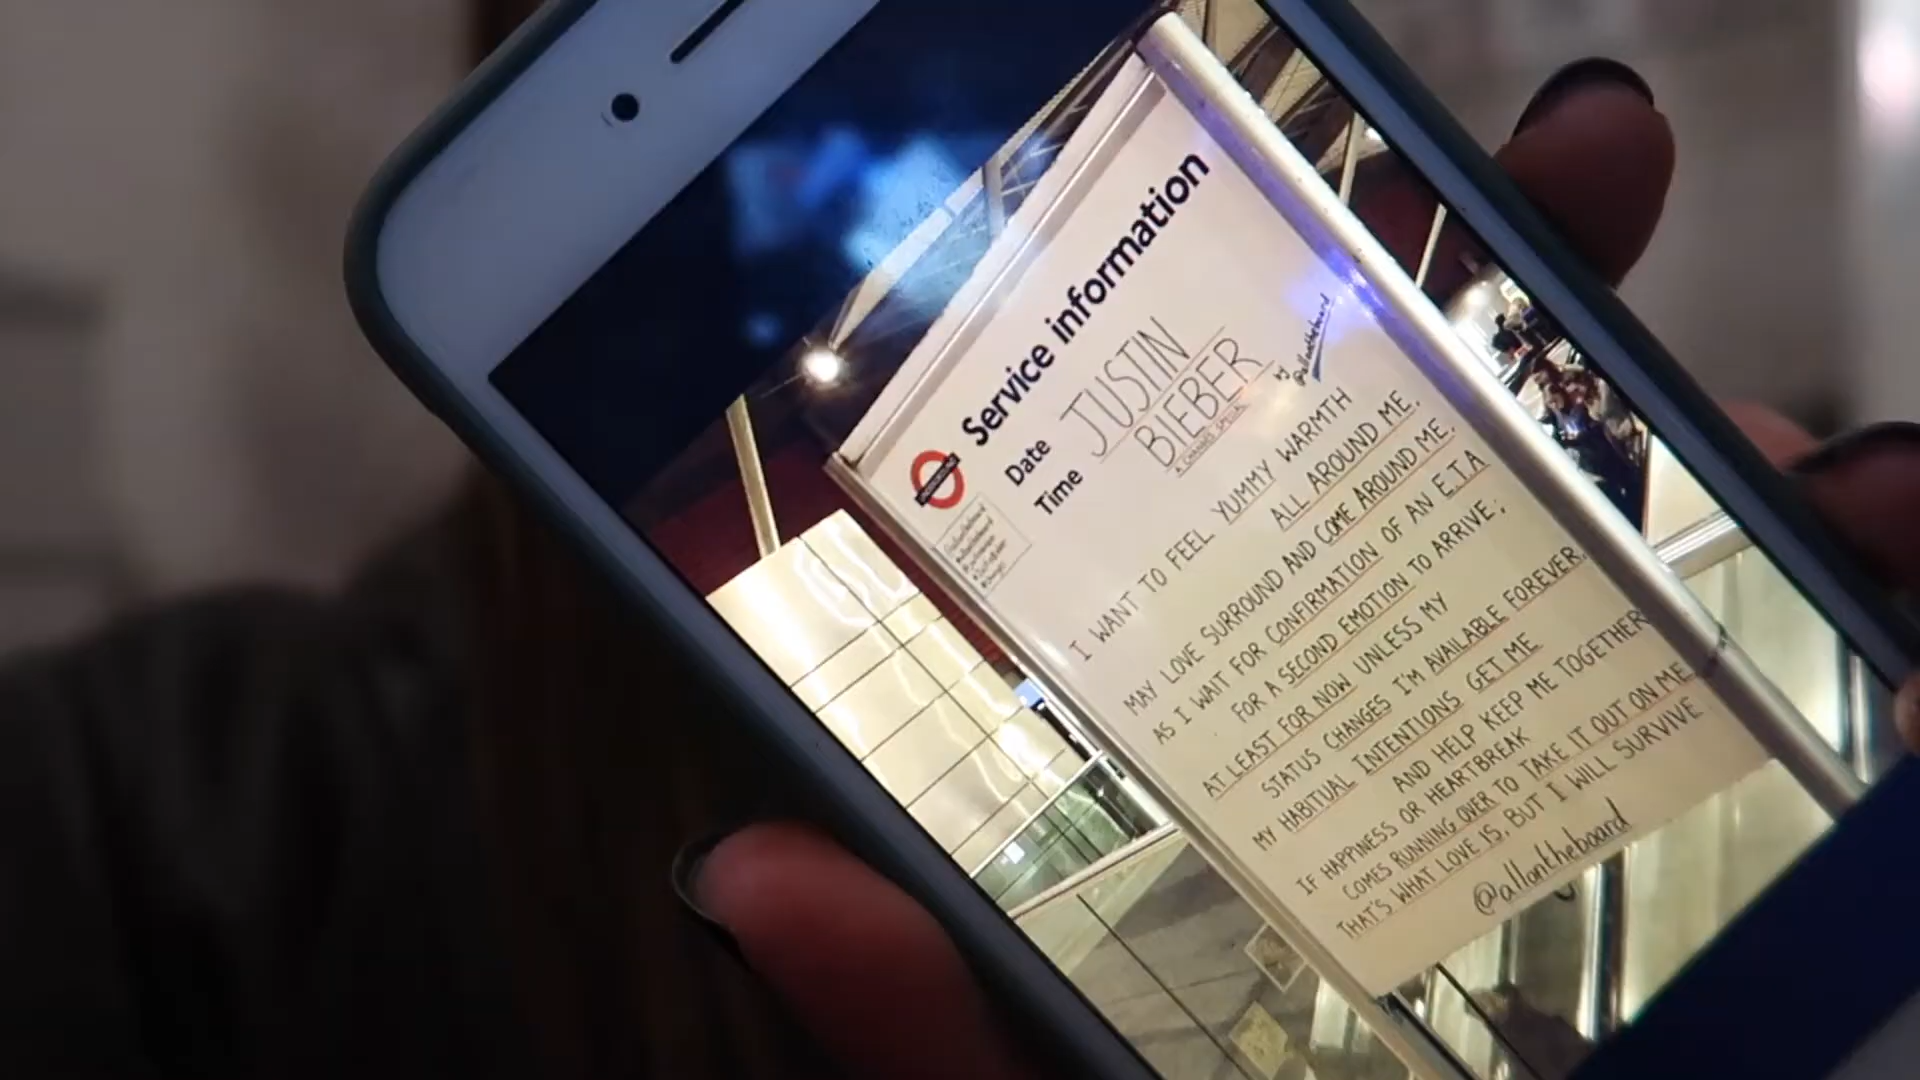 Service information
Date
JUSTIN
Time
BIEBER
A CHANGES SPECIAL
by
@allontheboard
UNDERGROUND
I WANT TO FEEL YUMMY WARMTH
ALL AROUND ME,
MAY LOVE SURROUND AND COME AROUND ME,
AS I WAIT FOR CONFIRMATION OF AN E.T.A
FOR A SECOND EMOTION TO ARRIVE;
AT LEAST FOR NOW UNLESS MY
STATUS CHANGES I'M AVAILABLE FOREVER,
MY HABITUAL INTENTIONS GET ME
AND HELP KEEP ME TOGETHER
IF HAPPINESS OR HEARTBREAK
COMES RUNNING OVER TO TAKE IT OUT ON ME
THAT'S WHAT LOVE IS, BUT I WILL SURVIVE
@allontheboard